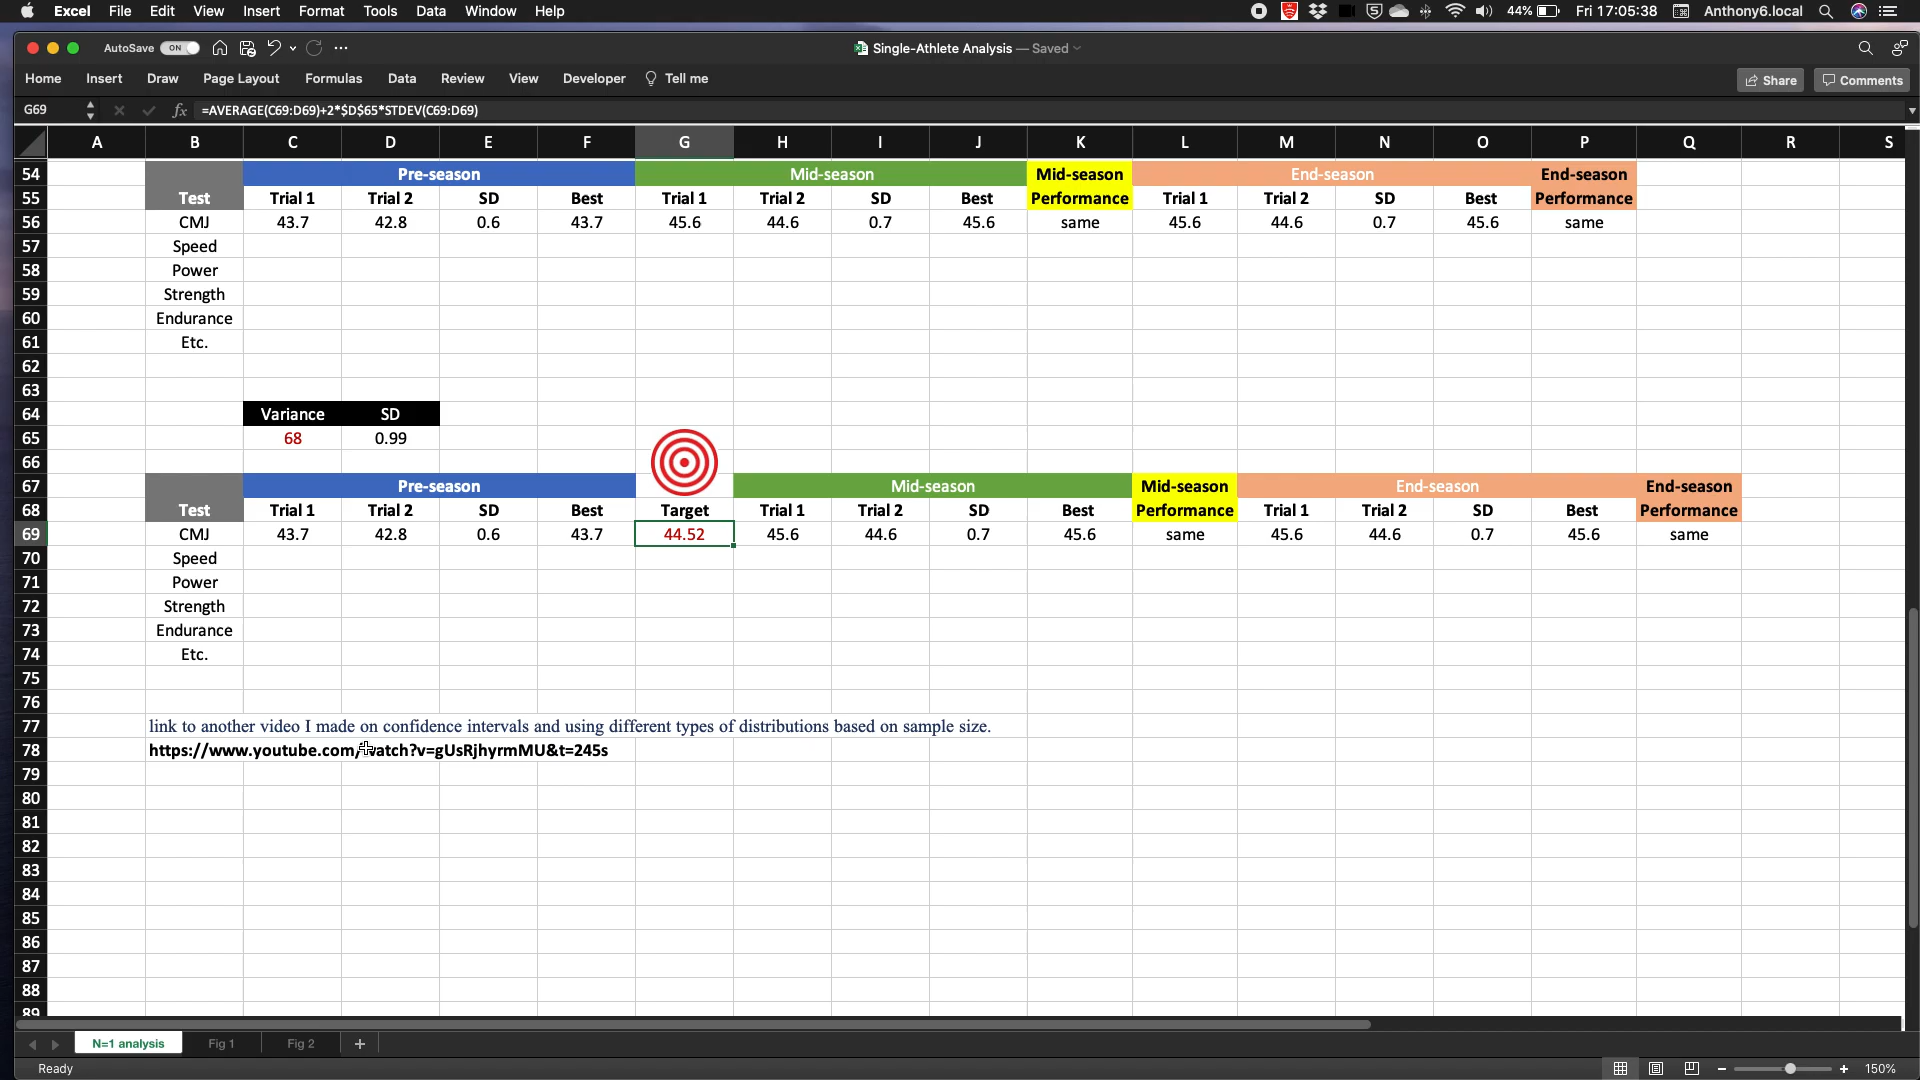 Excel File Edit View Insert Format Tools Data Window Help 44% Fri 17:05:38 Anthony6.local
AutoSave ON Single-Athlete Analysis — Saved
Home Insert Draw Page Layout Formulas Data Review View Developer Tell me Share Comments
G69 fx =AVERAGE(C69:D69)+2*$D$65*STDEV(C69:D69)
A B C D E F G H I J K L M N O P Q R S
54 Pre-season Mid-season Mid-season End-season End-season
55 Test Trial 1 Trial 2 SD Best Trial 1 Trial 2 SD Best Performance Trial 1 Trial 2 SD Best Performance
56 CMJ 43.7 42.8 0.6 43.7 45.6 44.6 0.7 45.6 same 45.6 44.6 0.7 45.6 same
57 Speed
58 Power
59 Strength
60 Endurance
61 Etc.
62
63
64 Variance SD
65 68 0.99
66
67 Pre-season Mid-season Mid-season End-season End-season
68 Test Trial 1 Trial 2 SD Best Target Trial 1 Trial 2 SD Best Performance Trial 1 Trial 2 SD Best Performance
69 CMJ 43.7 42.8 0.6 43.7 44.52 45.6 44.6 0.7 45.6 same 45.6 44.6 0.7 45.6 same
70 Speed
71 Power
72 Strength
73 Endurance
74 Etc.
75
76
77 link to another video I made on confidence intervals and using different types of distributions based on sample size.
78 https://www.youtube.com/watch?v=gUsRjhyrmMU&t=245s
79
80
81
82
83
84
85
86
87
88
89
N=1 analysis Fig 1 Fig 2 +
Ready 150%